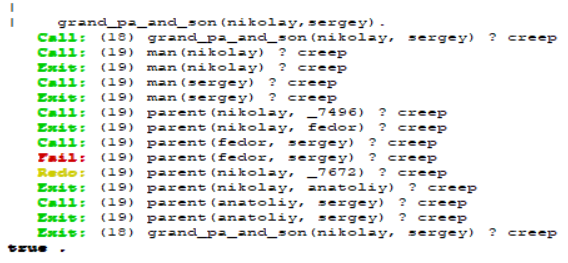 |
|     grand_pa_and_son(nikolay,sergey).
Call: (18) grand_pa_and_son(nikolay, sergey) ? creep
Call: (19) man(nikolay) ? creep
Exit: (19) man(nikolay) ? creep
Call: (19) man(sergey) ? creep
Exit: (19) man(sergey) ? creep
Call: (19) parent(nikolay, _7496) ? creep
Exit: (19) parent(nikolay, fedor) ? creep
Call: (19) parent(fedor, sergey) ? creep
Fail: (19) parent(fedor, sergey) ? creep
Redo: (19) parent(nikolay, _7672) ? creep
Exit: (19) parent(nikolay, anatoliy) ? creep
Call: (19) parent(anatoliy, sergey) ? creep
Exit: (19) parent(anatoliy, sergey) ? creep
Exit: (18) grand_pa_and_son(nikolay, sergey) ? creep
true .